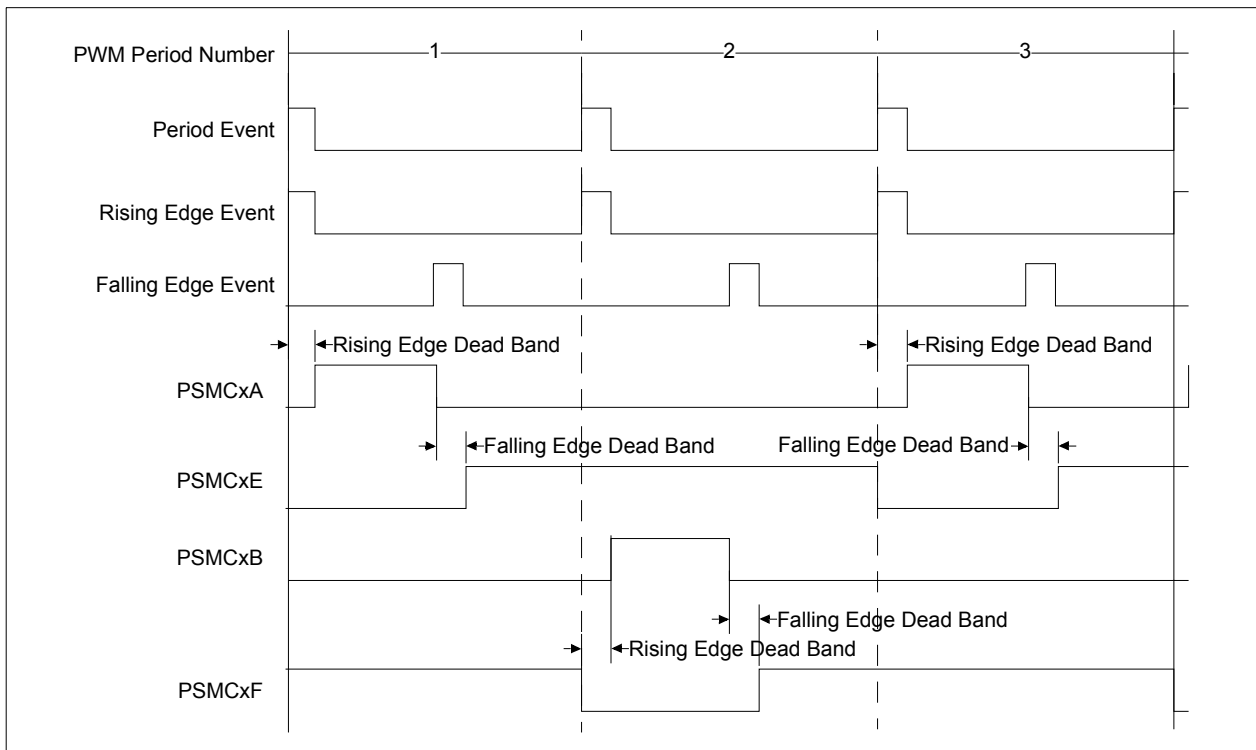 PWM Period Number 1 2 3
Period Event
Rising Edge Event
Falling Edge Event
Rising Edge Dead Band Rising Edge Dead Band
PSMCxA
Falling Edge Dead Band Falling Edge Dead Band
PSMCxE
PSMCxB
Falling Edge Dead Band
Rising Edge Dead Band
PSMCxF